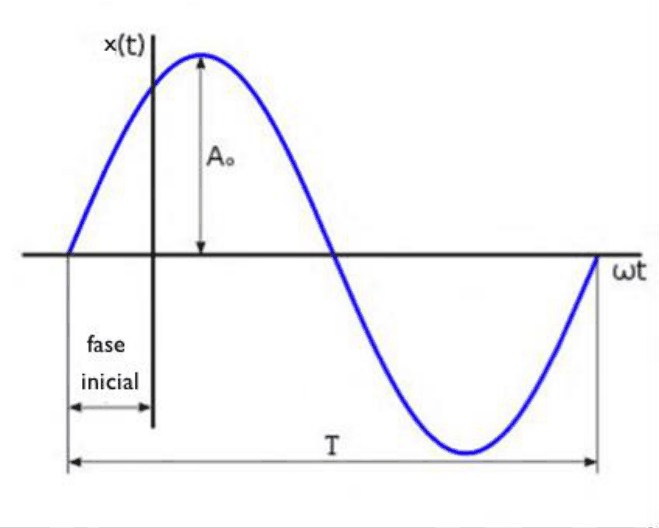 x(t)
A₀
ωt
fase
inicial
T